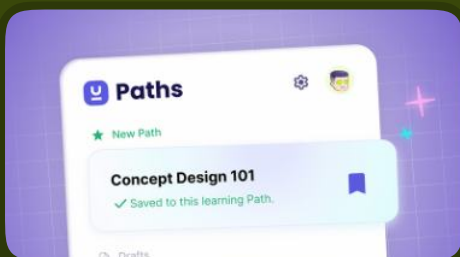 Paths
New Path
Concept Design 101
Saved to this learning Path.
Drafts